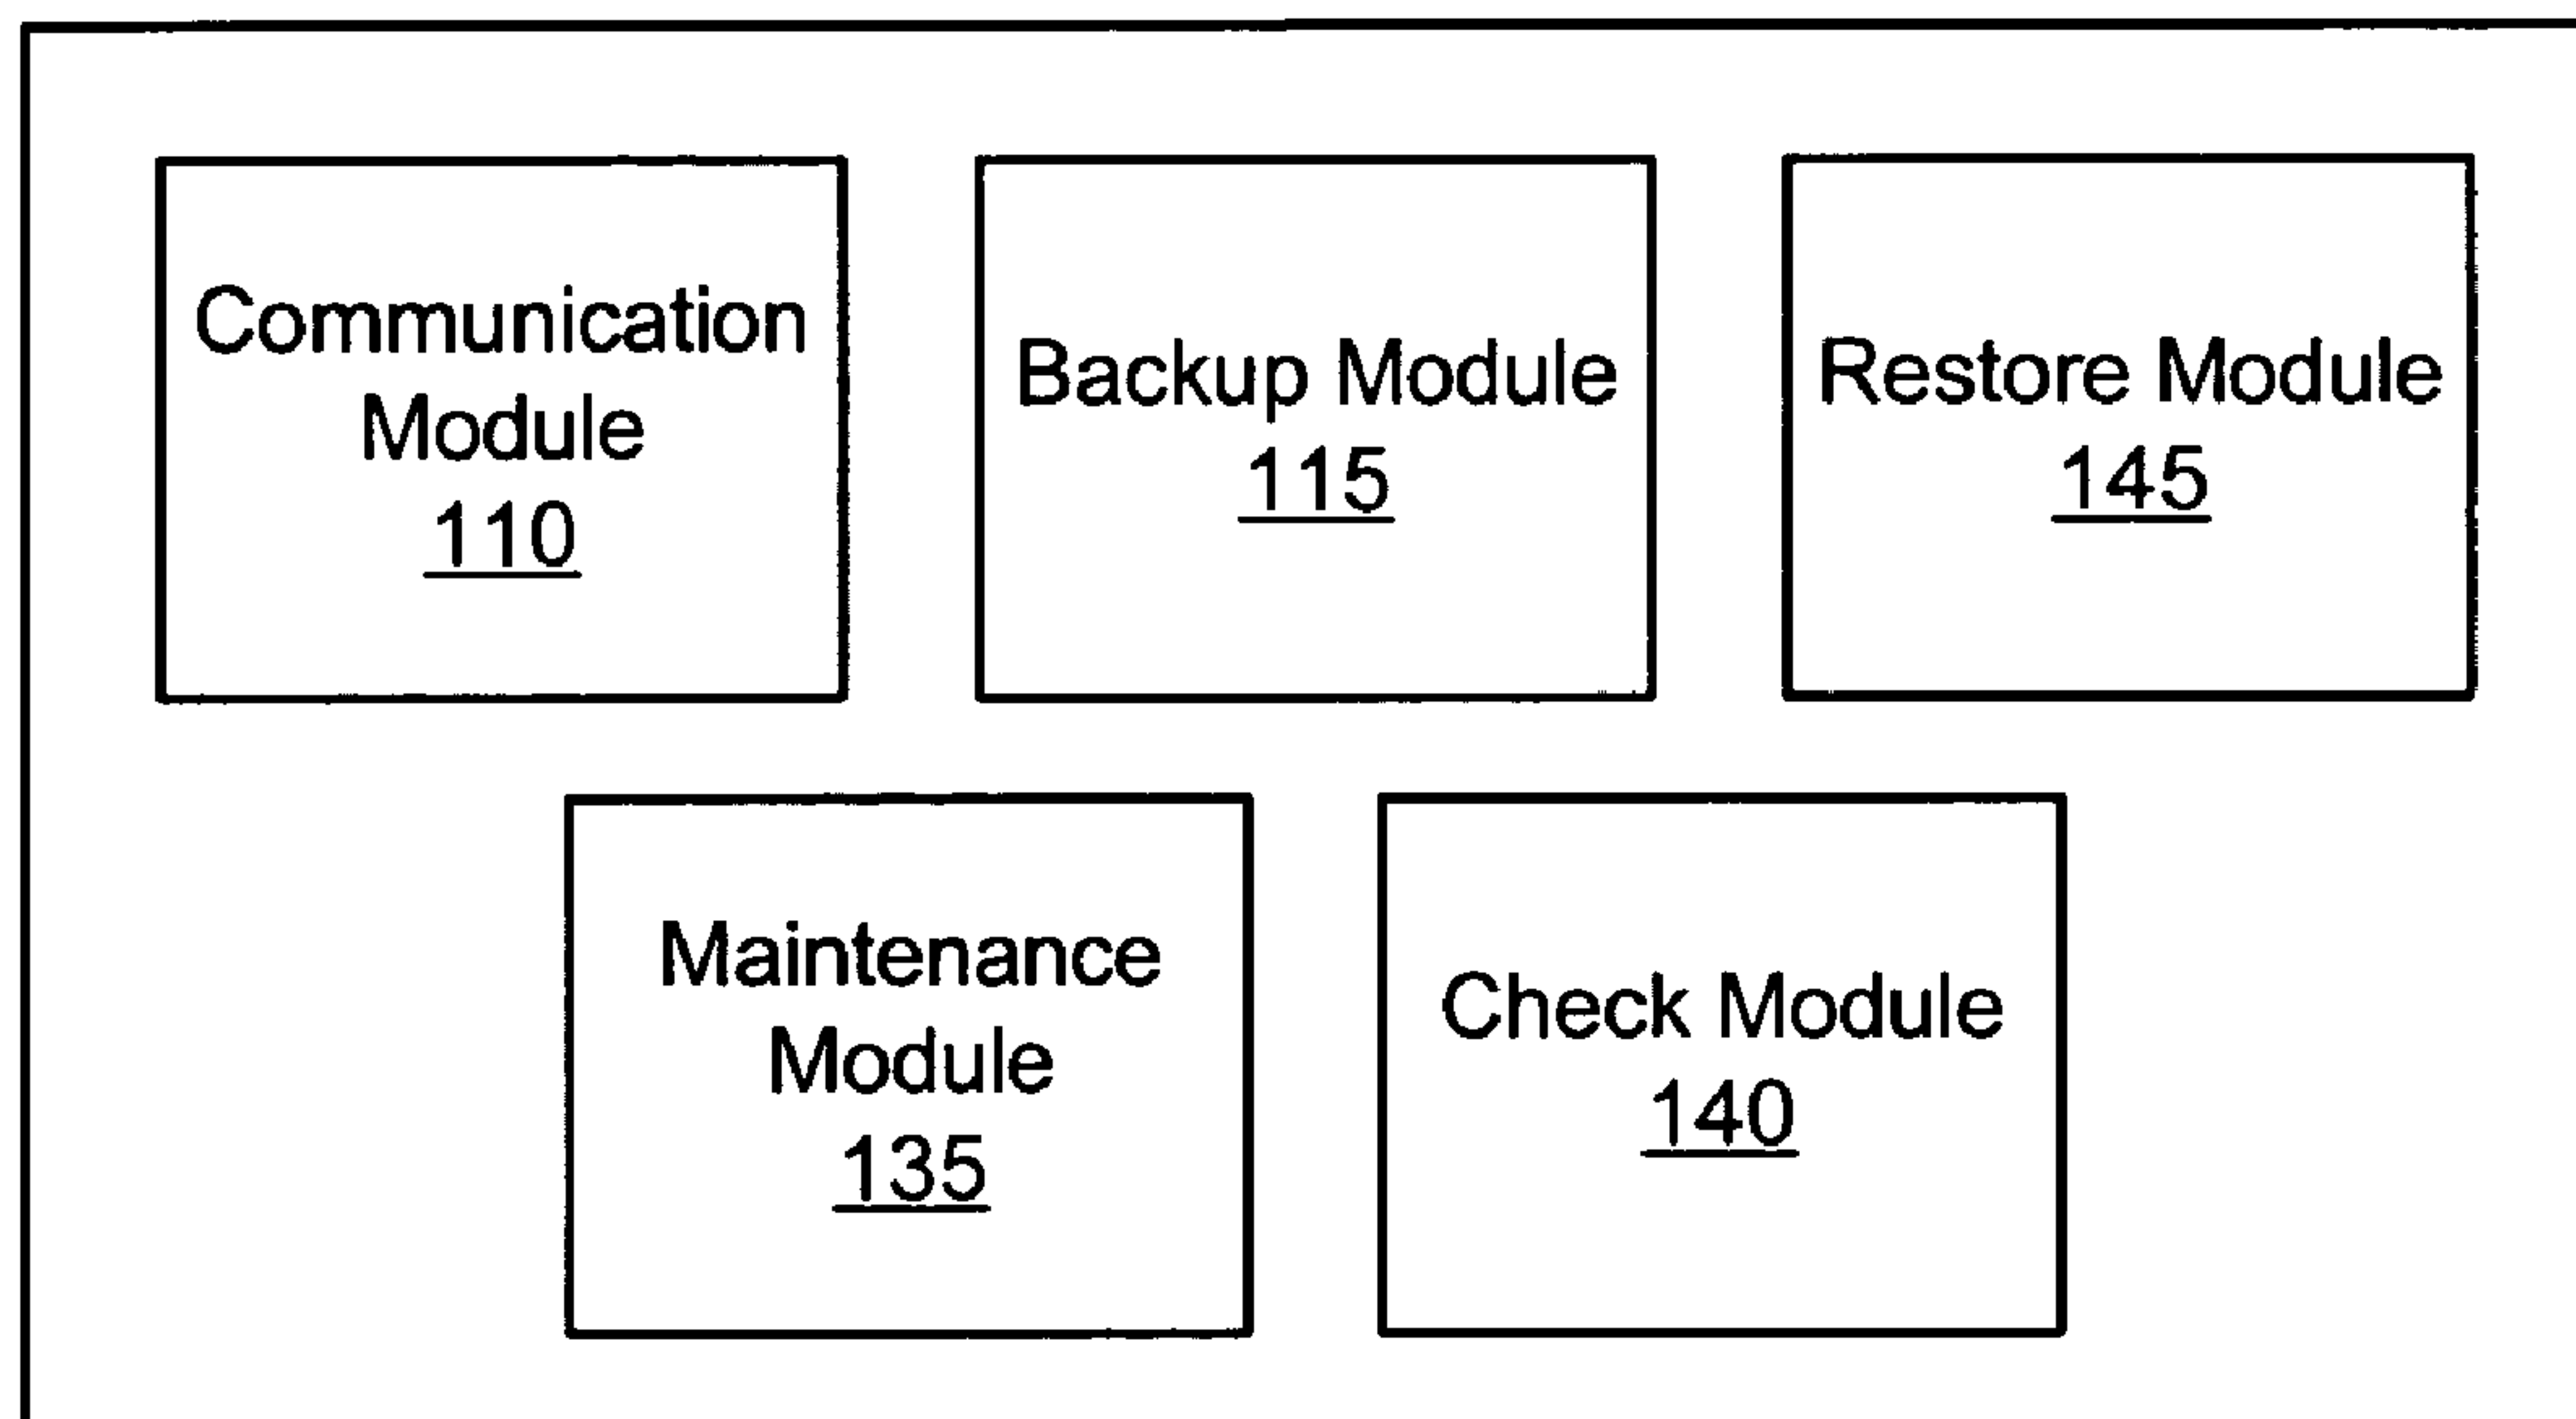 Communication
Module
110
Backup Module
115
Restore Module
145
Maintenance
Module
135
Check Module
140